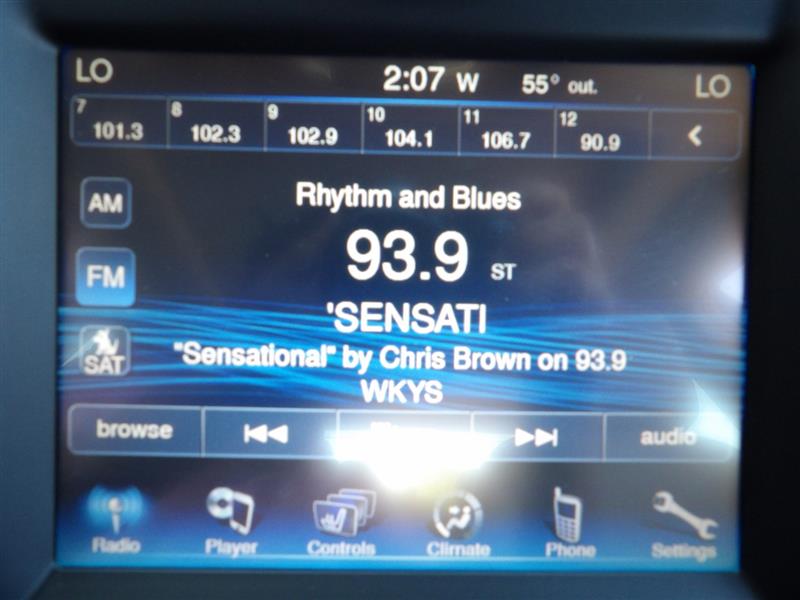 LO 2:07 W 55° out. LO
7 101.3 8 102.3 9 102.9 10 104.1 11 106.7 12 90.9
AM
Rhythm and Blues
93.9 ST
FM
'SENSATI
SAT
"Sensational" by Chris Brown on 93.9
WKYS
browse audio
Radio Player Controls Climate Phone Settings